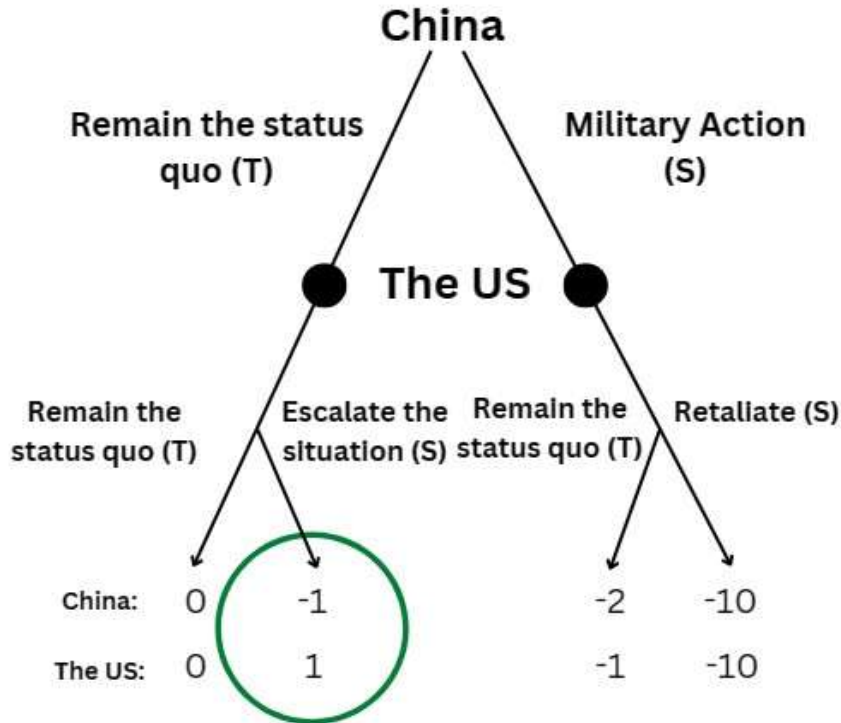 China
Remain the status
quo (T)
Military Action
(S)
The US
Remain the
status quo (T)
Escalate the
situation (S)
Remain the
status quo (T)
Retaliate (S)
China: 0 -1 -2 -10
The US: 0 1 -1 -10